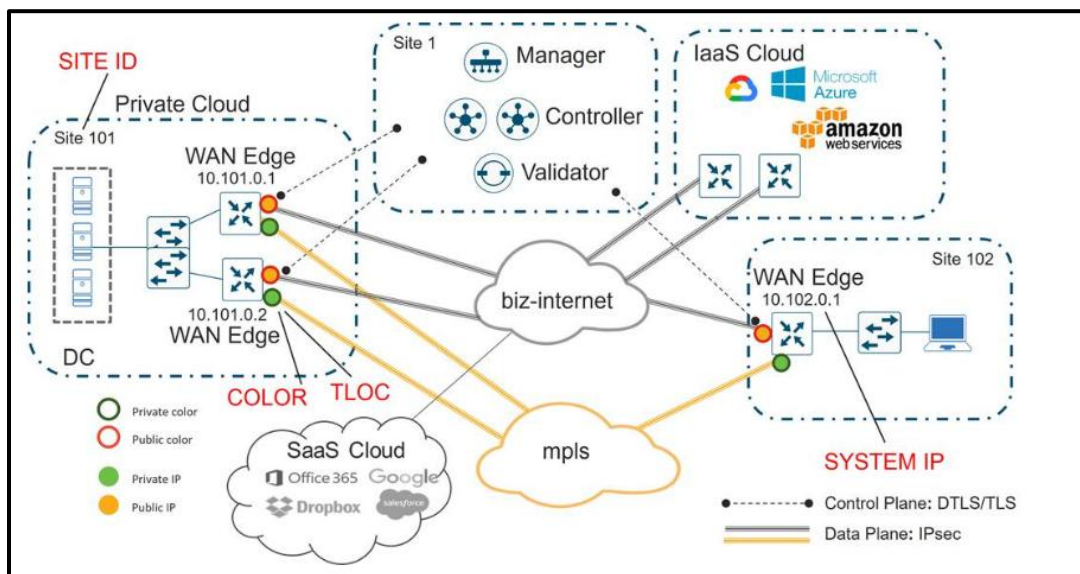 SITE ID
Private Cloud
Site 101
WAN Edge
10.101.0.1
10.101.0.2
WAN Edge
DC
COLOR
TLOC
Site 1
Manager
Controller
Validator
IaaS Cloud
Microsoft
Azure
amazon
web services
biz-internet
mpls
SaaS Cloud
Office 365
Google
Dropbox
salesforce
Site 102
WAN Edge
10.102.0.1
SYSTEM IP
Private color
Public color
Private IP
Public IP
Control Plane: DTLS/TLS
Data Plane: IPsec